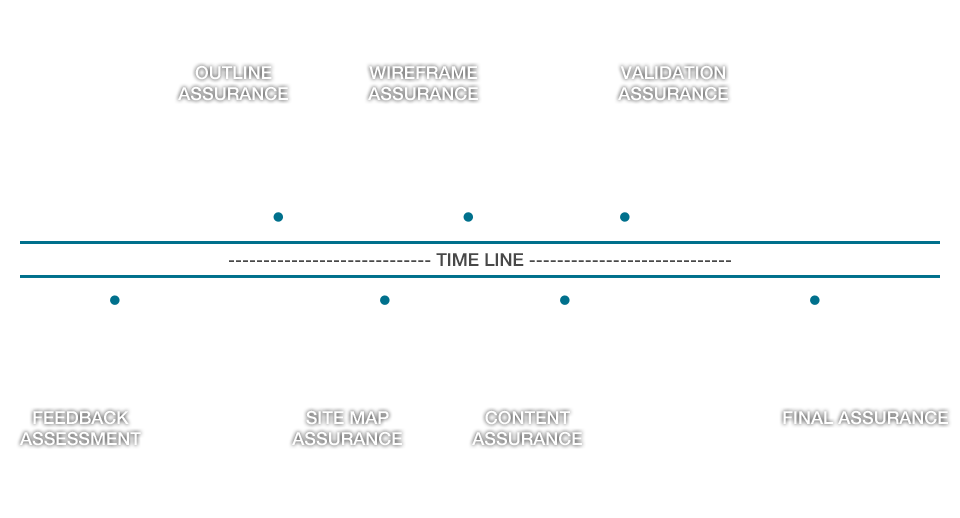 OUTLINE
ASSURANCE
WIREFRAME
ASSURANCE
VALIDATION
ASSURANCE
----------------------------- TIME LINE -----------------------------
FEEDBACK
ASSESSMENT
SITE MAP
ASSURANCE
CONTENT
ASSURANCE
FINAL ASSURANCE